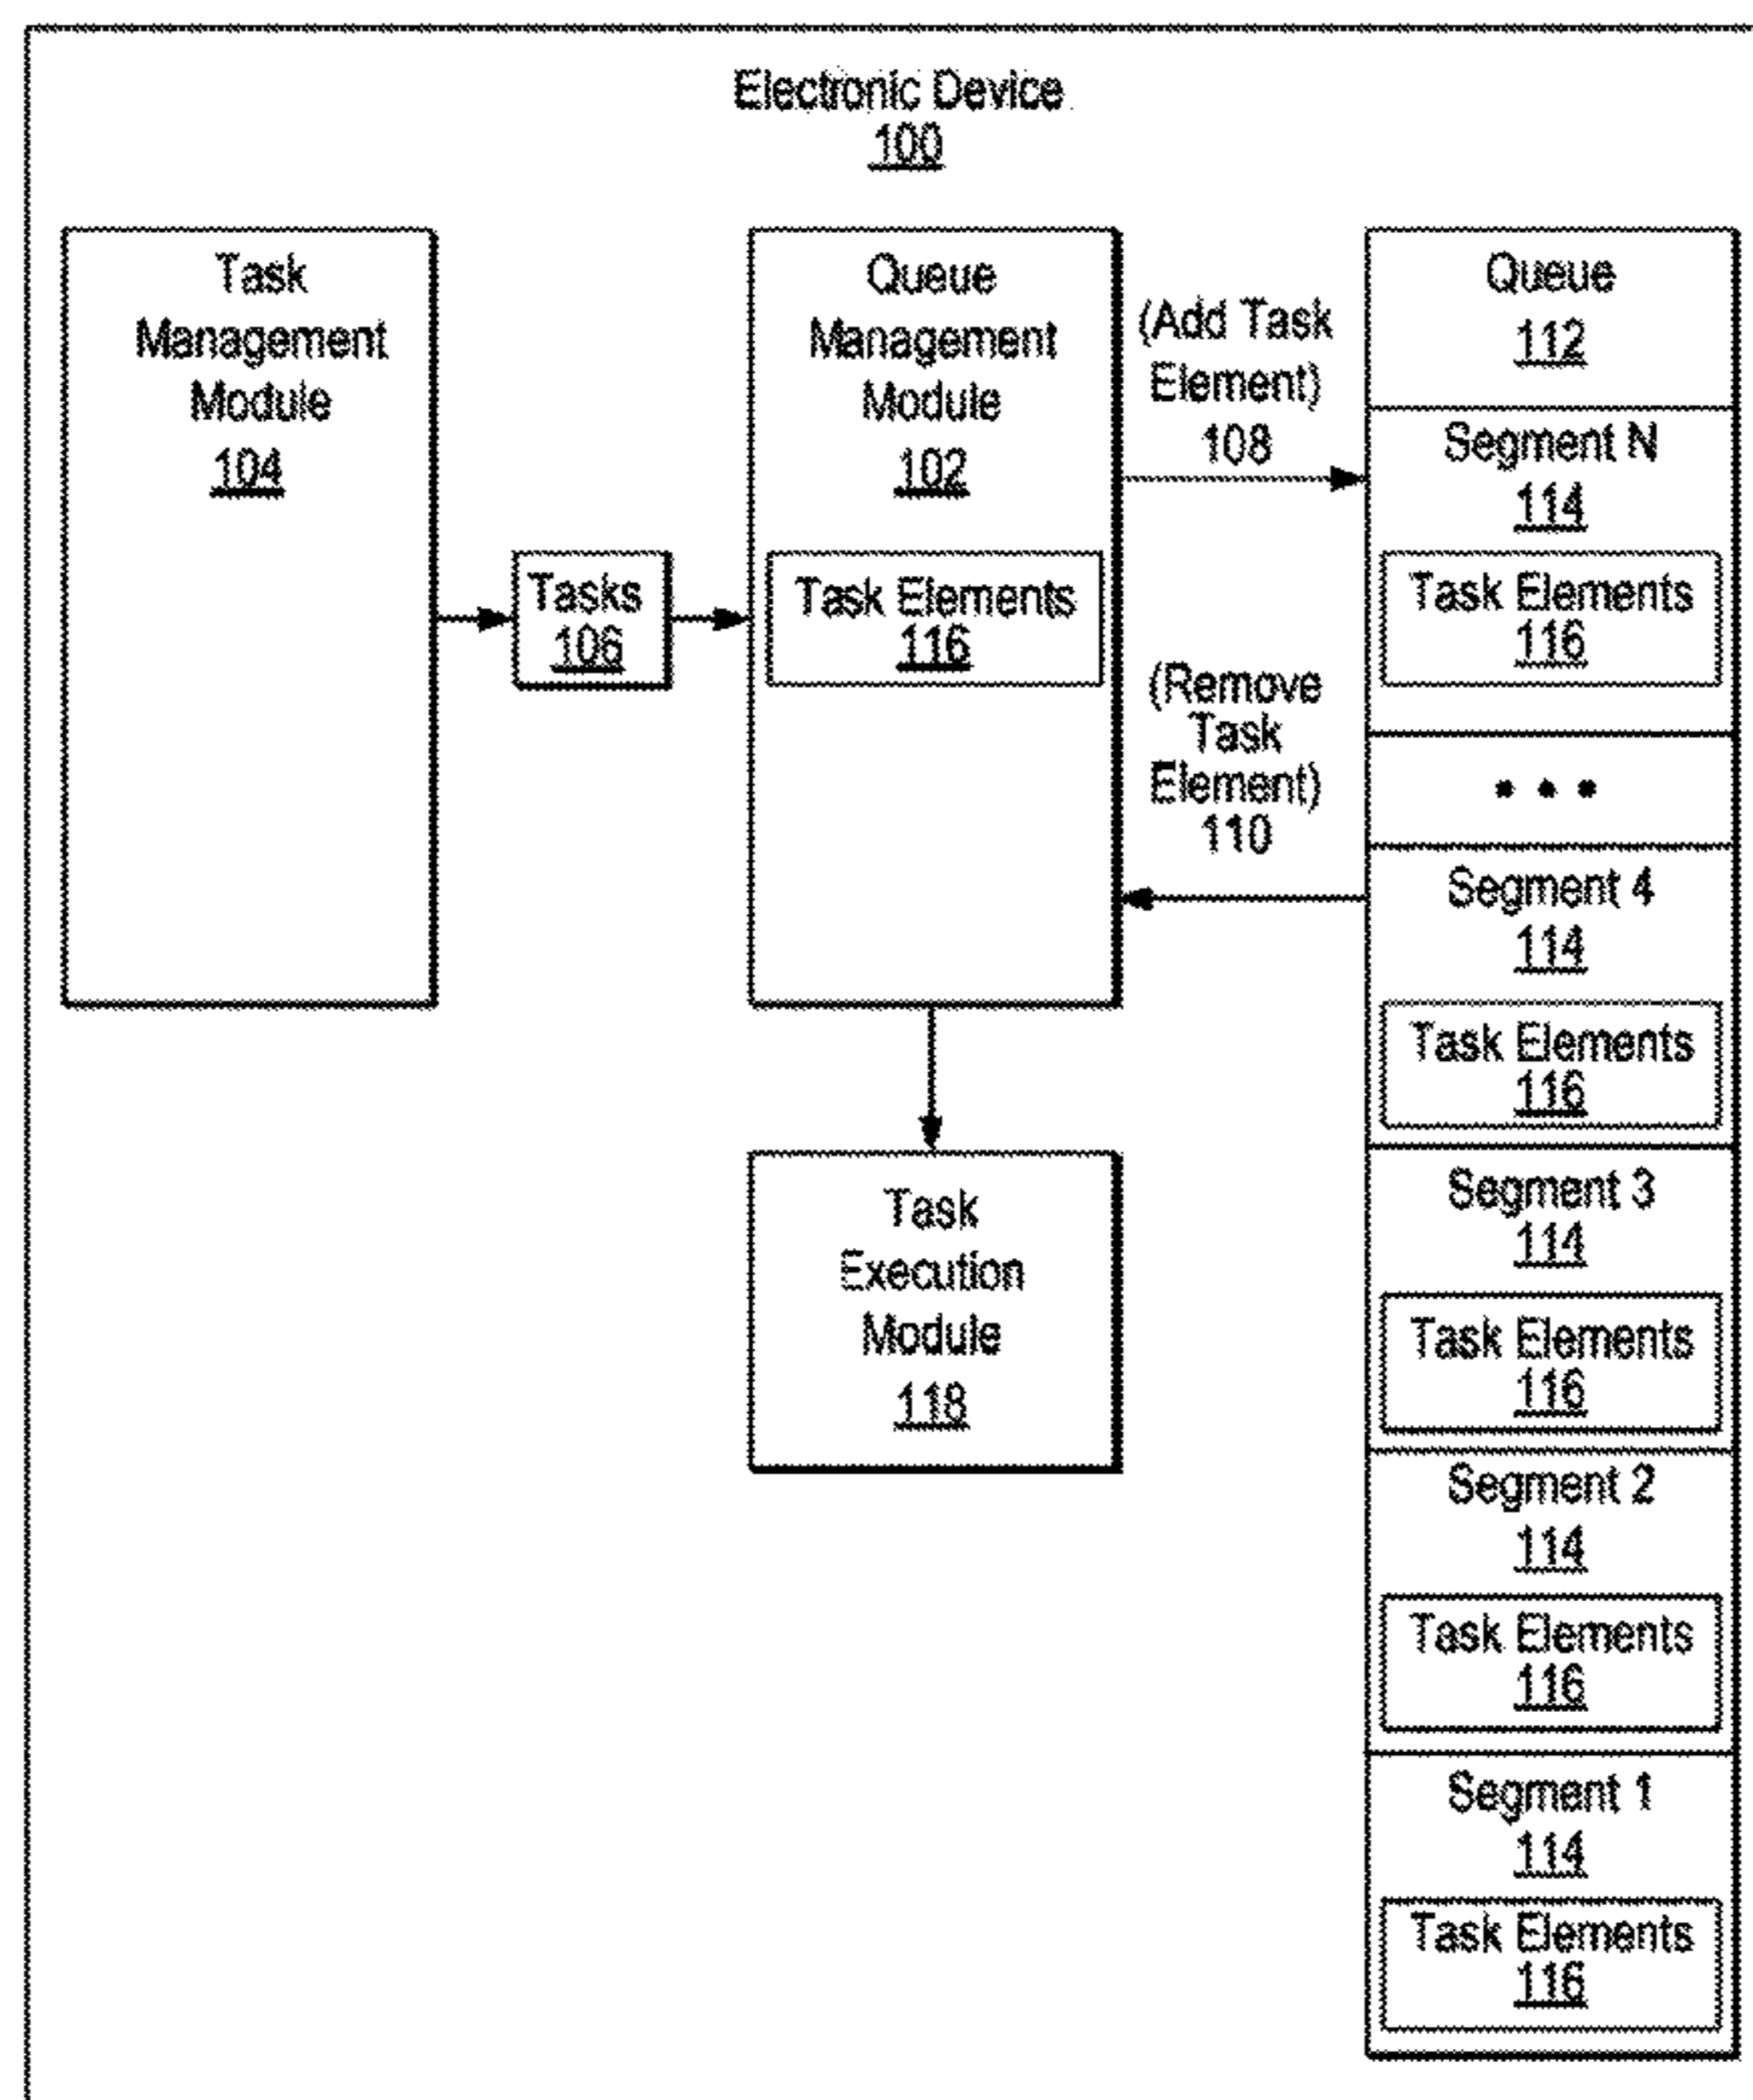 Electronic Device
100
Task
Management
Module
104
Tasks
106
Queue
Management
Module
102
Task Elements
116
(Add Task
Element)
108
(Remove
Task
Element)
110
Task
Execution
Module
118
Queue
112
Segment N
114
Task Elements
116
• • •
Segment 4
114
Task Elements
116
Segment 3
114
Task Elements
116
Segment 2
114
Task Elements
116
Segment 1
114
Task Elements
116